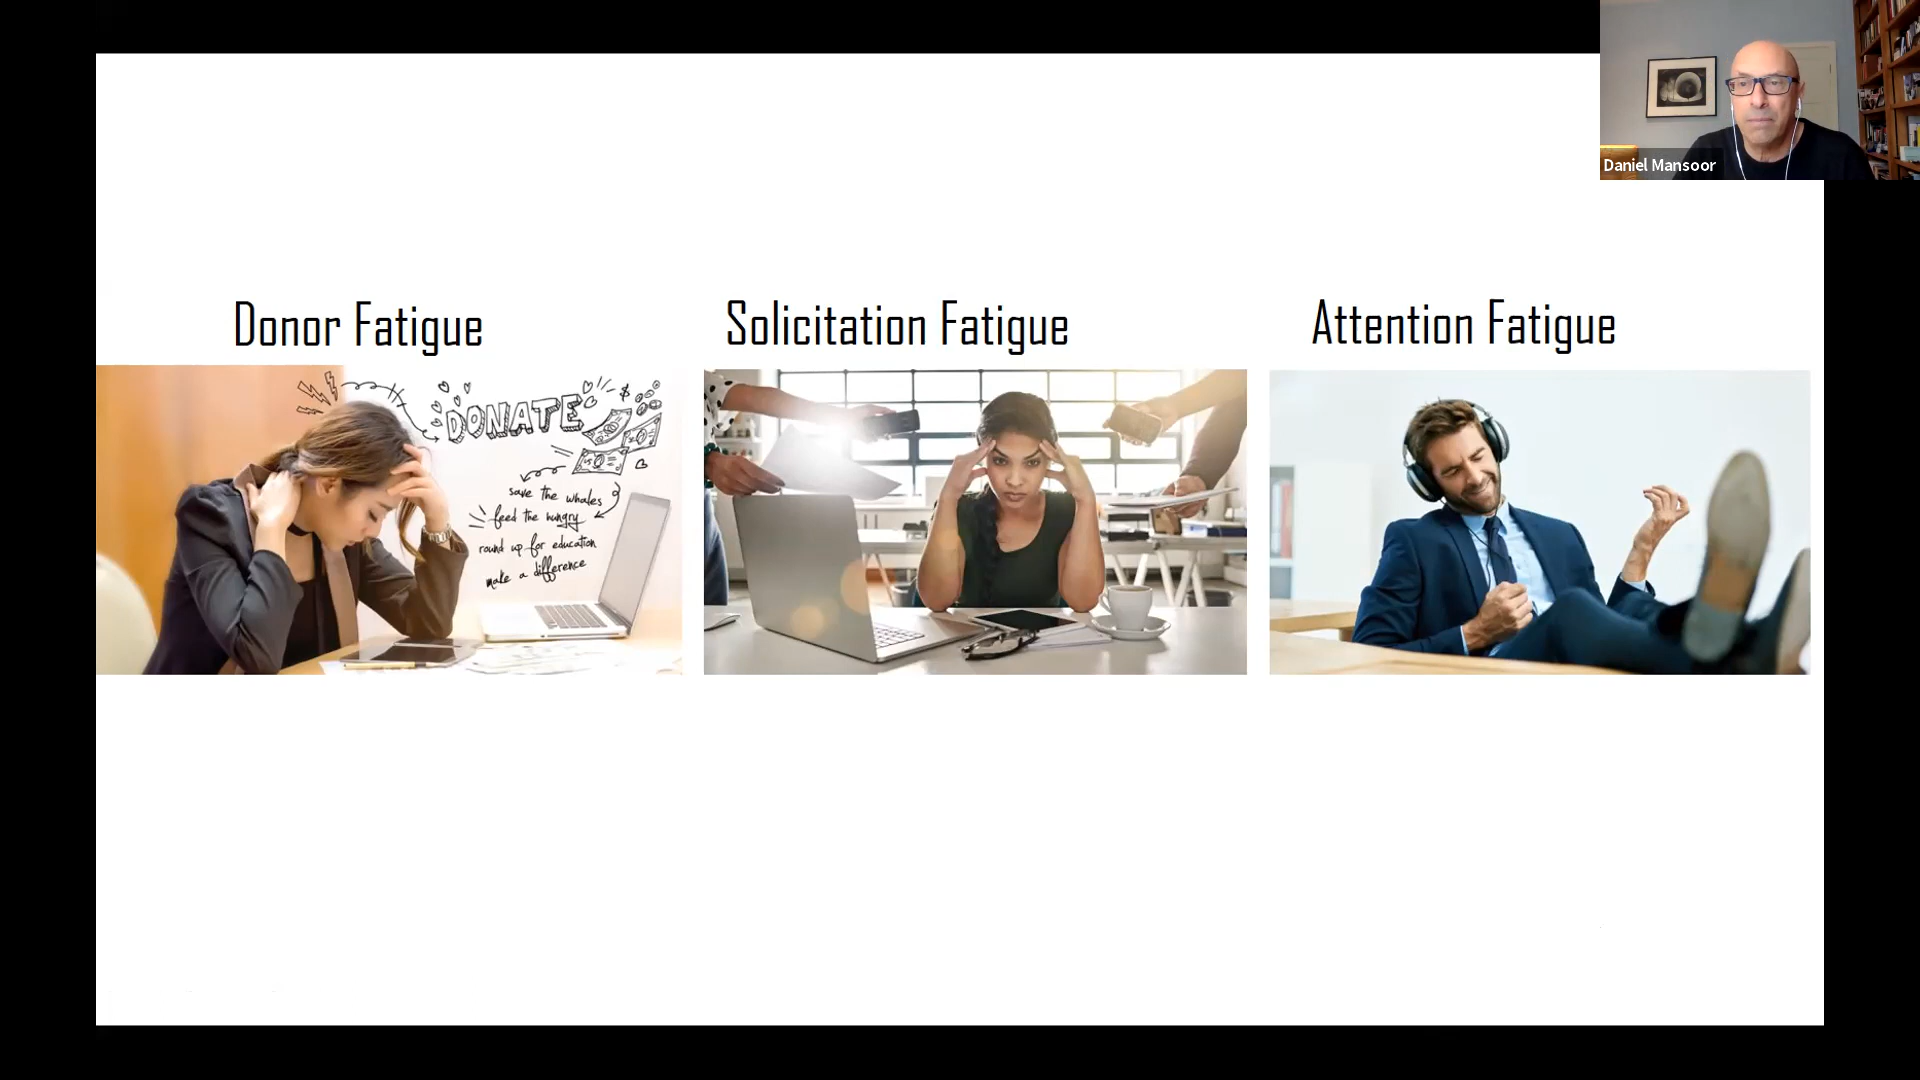 Daniel Mansoor
Donor Fatigue
Solicitation Fatigue
Attention Fatigue
DONATE
$
save the whales
feed the hungry
round up for education
make a difference